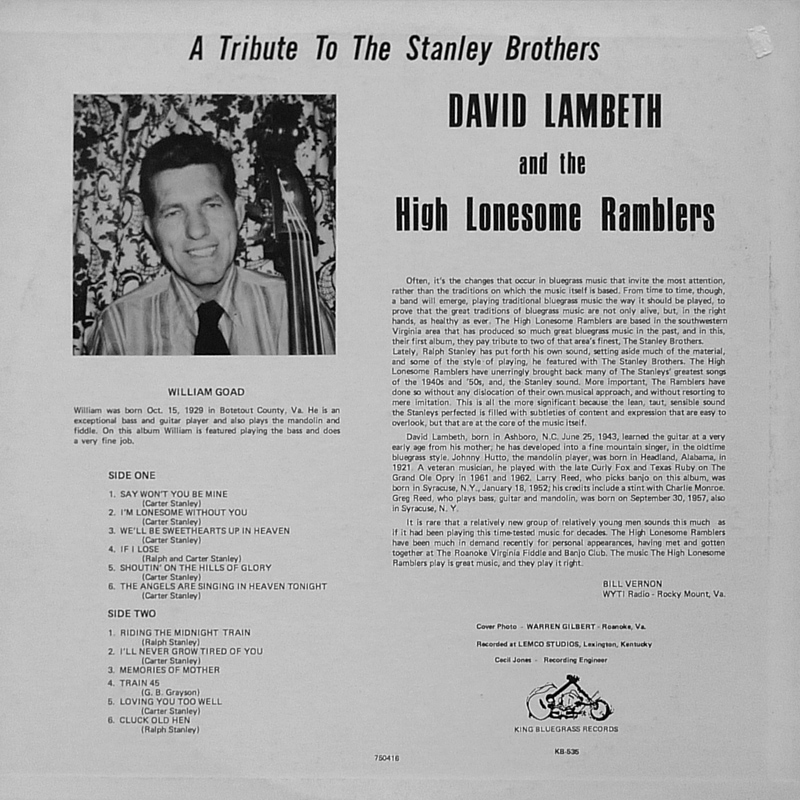 A Tribute To The Stanley Brothers
DAVID LAMBETH
and the
High Lonesome Ramblers
Often, it's the changes that occur in bluegrass music that invite the most attention,
rather than the traditions on which the music itself is based. From time to time, though,
a band will emerge, playing traditional bluegrass music the way it should be played, to
prove that the great traditions of bluegrass music are not only alive, but, in the right
hands, as healthy as ever. The High Lonesome Ramblers are based in the southwestern
Virginia area that has produced so much great bluegrass music in the past, and in this,
their first album, they pay tribute to two of that area's finest, The Stanley Brothers.
Lately, Ralph Stanley has put forth his own sound, setting aside much of the material,
and some of the style of playing, he featured with The Stanley Brothers. The High
Lonesome Ramblers have unerringly brought back many of The Stanleys' greatest songs
of the 1940s and '50s, and, the Stanley sound. More important, The Ramblers have
done so without any dislocation of their own musical approach, and without resorting to
mere imitation. This is all the more significant because the lean, taut, sensible sound
the Stanleys perfected is filled with subtleties of content and expression that are easy to
overlook, but that are at the core of the music itself.
David Lambeth, born in Ashboro, N.C. June 25, 1943, learned the guitar at a very
early age from his mother; he has developed into a fine mountain singer, in the oldtime
bluegrass style. Johnny Hutto, the mandolin player, was born in Headland, Alabama, in
1921. A veteran musician, he played with the late Curly Fox and Texas Ruby on The
Grand Ole Opry in 1961 and 1962. Larry Reed, who picks banjo on this album, was
born in Syracuse, N.Y., January 18, 1952; his credits include a stint with Charlie Monroe.
Greg Reed, who plays bass, guitar and mandolin, was born on September 30, 1957, also
in Syracuse, N. Y.
It is rare that a relatively new group of relatively young men sounds this much as
if it had been playing this time-tested music for decades. The High Lonesome Ramblers
have been much in demand recently for personal appearances, having met and gotten
together at The Roanoke Virginia Fiddle and Banjo Club. The music The High Lonesome
Ramblers play is great music, and they play it right.
BILL VERNON
WYTI Radio - Rocky Mount, Va.
WILLIAM GOAD
William was born Oct. 15, 1929 in Botetout County, Va. He is an
exceptional bass and guitar player and also plays the mandolin and
fiddle. On this album William is featured playing the bass and does
a very fine job.
SIDE ONE
1. SAY WON'T YOU BE MINE
(Carter Stanley)
2. I'M LONESOME WITHOUT YOU
(Carter Stanley)
3. WE'LL BE SWEETHEARTS UP IN HEAVEN
(Carter Stanley)
4. IF I LOSE
(Ralph and Carter Stanley)
5. SHOUTIN' ON THE HILLS OF GLORY
(Carter Stanley)
6. THE ANGELS ARE SINGING IN HEAVEN TONIGHT
(Carter Stanley)
SIDE TWO
1. RIDING THE MIDNIGHT TRAIN
(Ralph Stanley)
2. I'LL NEVER GROW TIRED OF YOU
(Carter Stanley)
3. MEMORIES OF MOTHER
4. TRAIN 45
(G. B. Grayson)
5. LOVING YOU TOO WELL
(Carter Stanley)
6. CLUCK OLD HEN
(Ralph Stanley)
Cover Photo - WARREN GILBERT - Roanoke, Va.
Recorded at LEMCO STUDIOS, Lexington, Kentucky
Cecil Jones - Recording Engineer
KING BLUEGRASS RECORDS
KB-535
750416